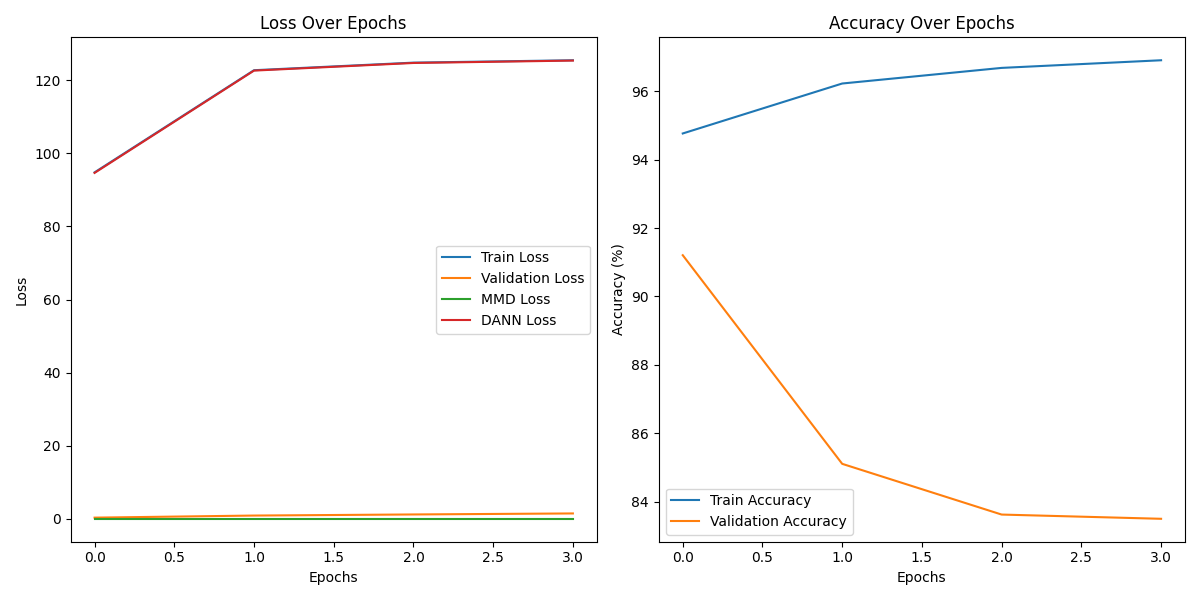 Loss Over Epochs
120
100
80
60
40
20
0
Loss
0.0 0.5 1.0 1.5 2.0 2.5 3.0
Epochs
Train Loss
Validation Loss
MMD Loss
DANN Loss
Accuracy Over Epochs
96
94
92
90
88
86
84
Accuracy (%)
0.0 0.5 1.0 1.5 2.0 2.5 3.0
Epochs
Train Accuracy
Validation Accuracy